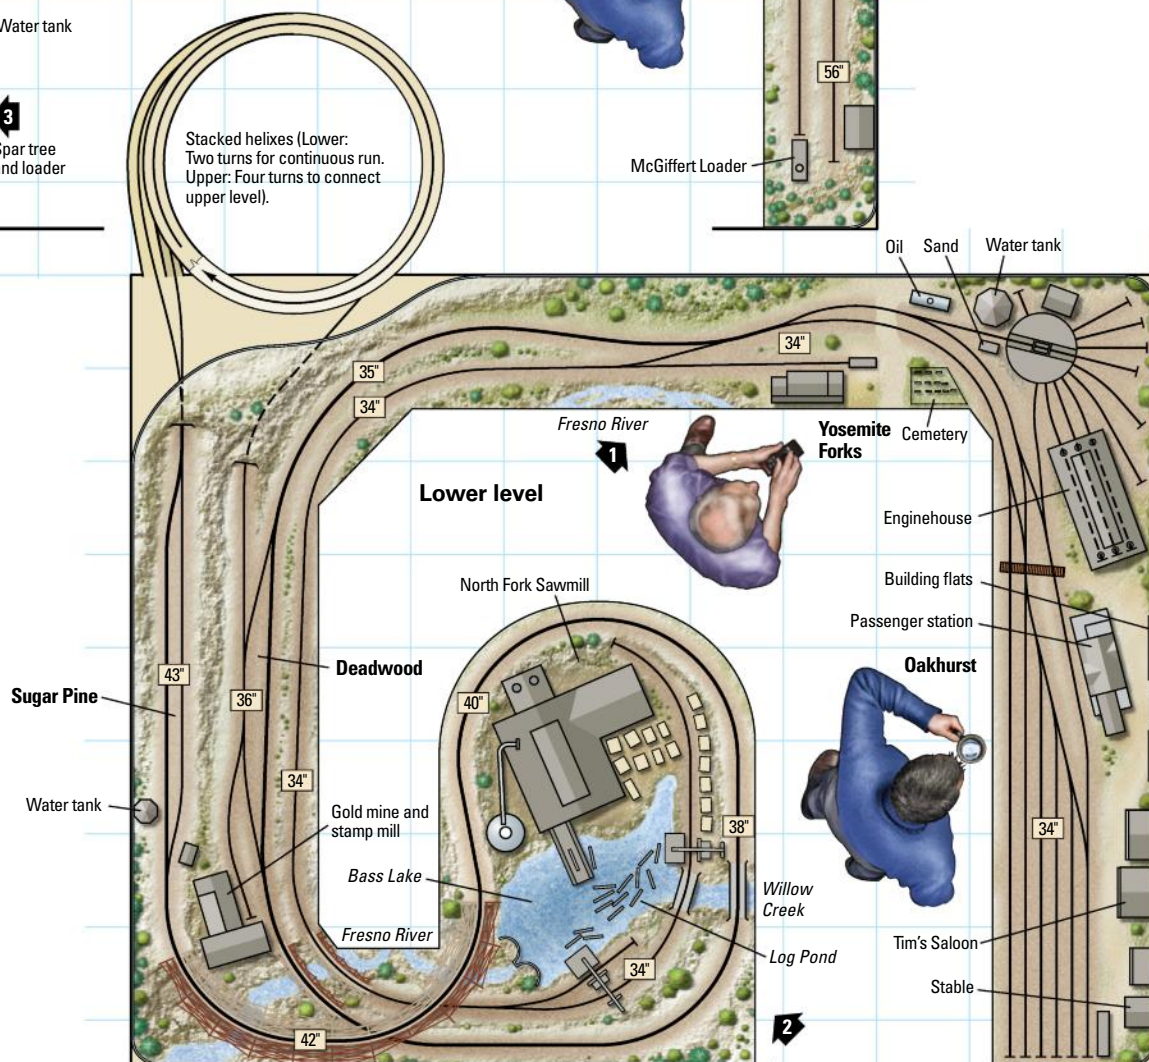 Water tank
3
Spar tree
and loader
Stacked helixes (Lower:
Two turns for continuous run.
Upper: Four turns to connect
upper level).
56"
McGiffert Loader
Oil
Sand
Water tank
34"
35"
34"
Fresno River
1
Yosemite
Forks
Cemetery
Lower level
Enginehouse
North Fork Sawmill
Building flats
Passenger station
Oakhurst
43"
Deadwood
Sugar Pine
36"
40"
34"
Water tank
Gold mine and
stamp mill
38"
34"
Bass Lake
Willow
Creek
Fresno River
Tim's Saloon
Log Pond
34"
Stable
2
42"